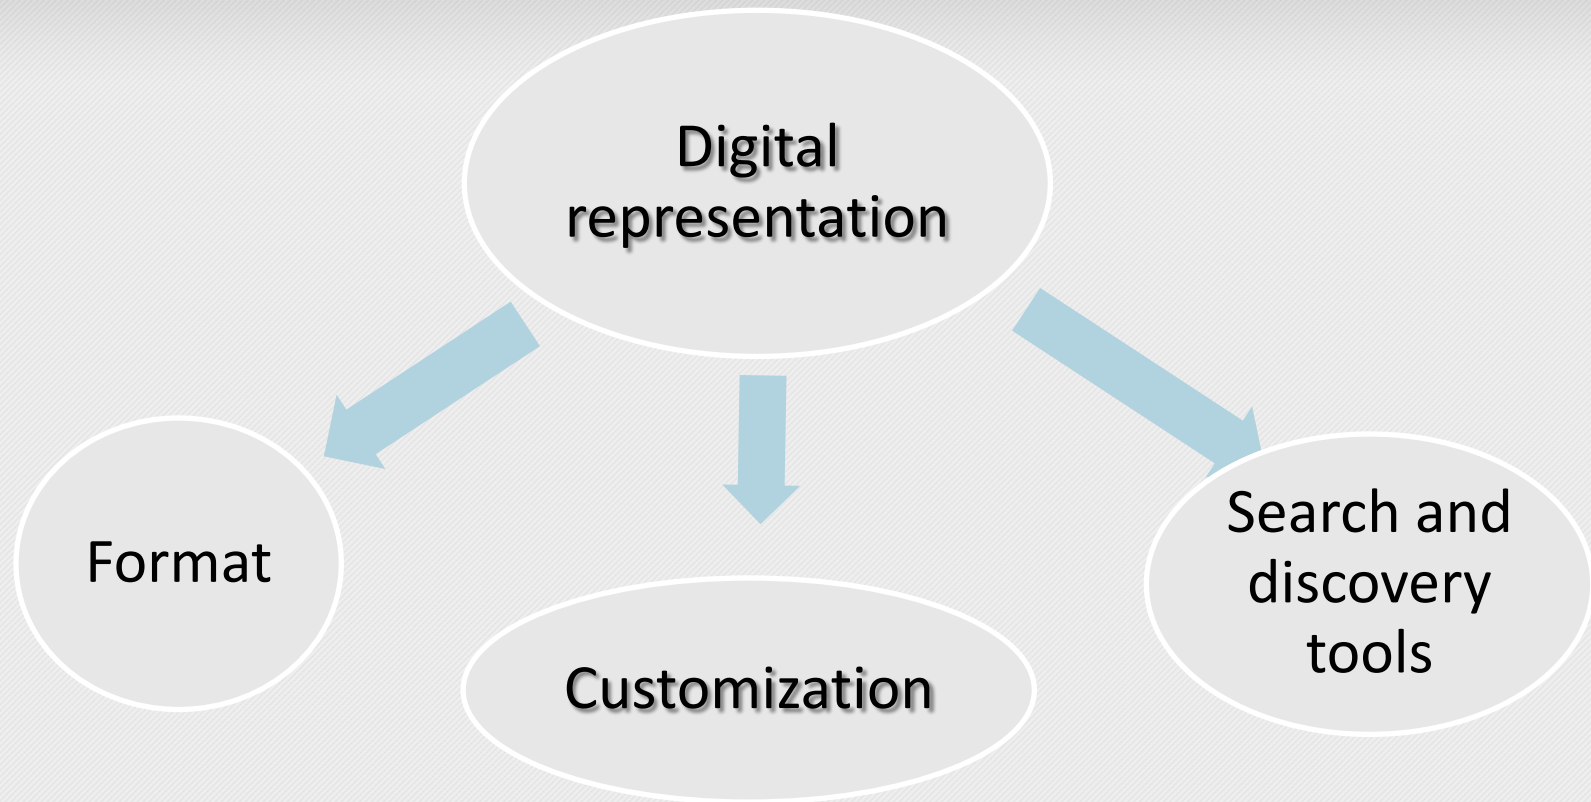 Digital
representation
Format
Customization
Search and
discovery
tools